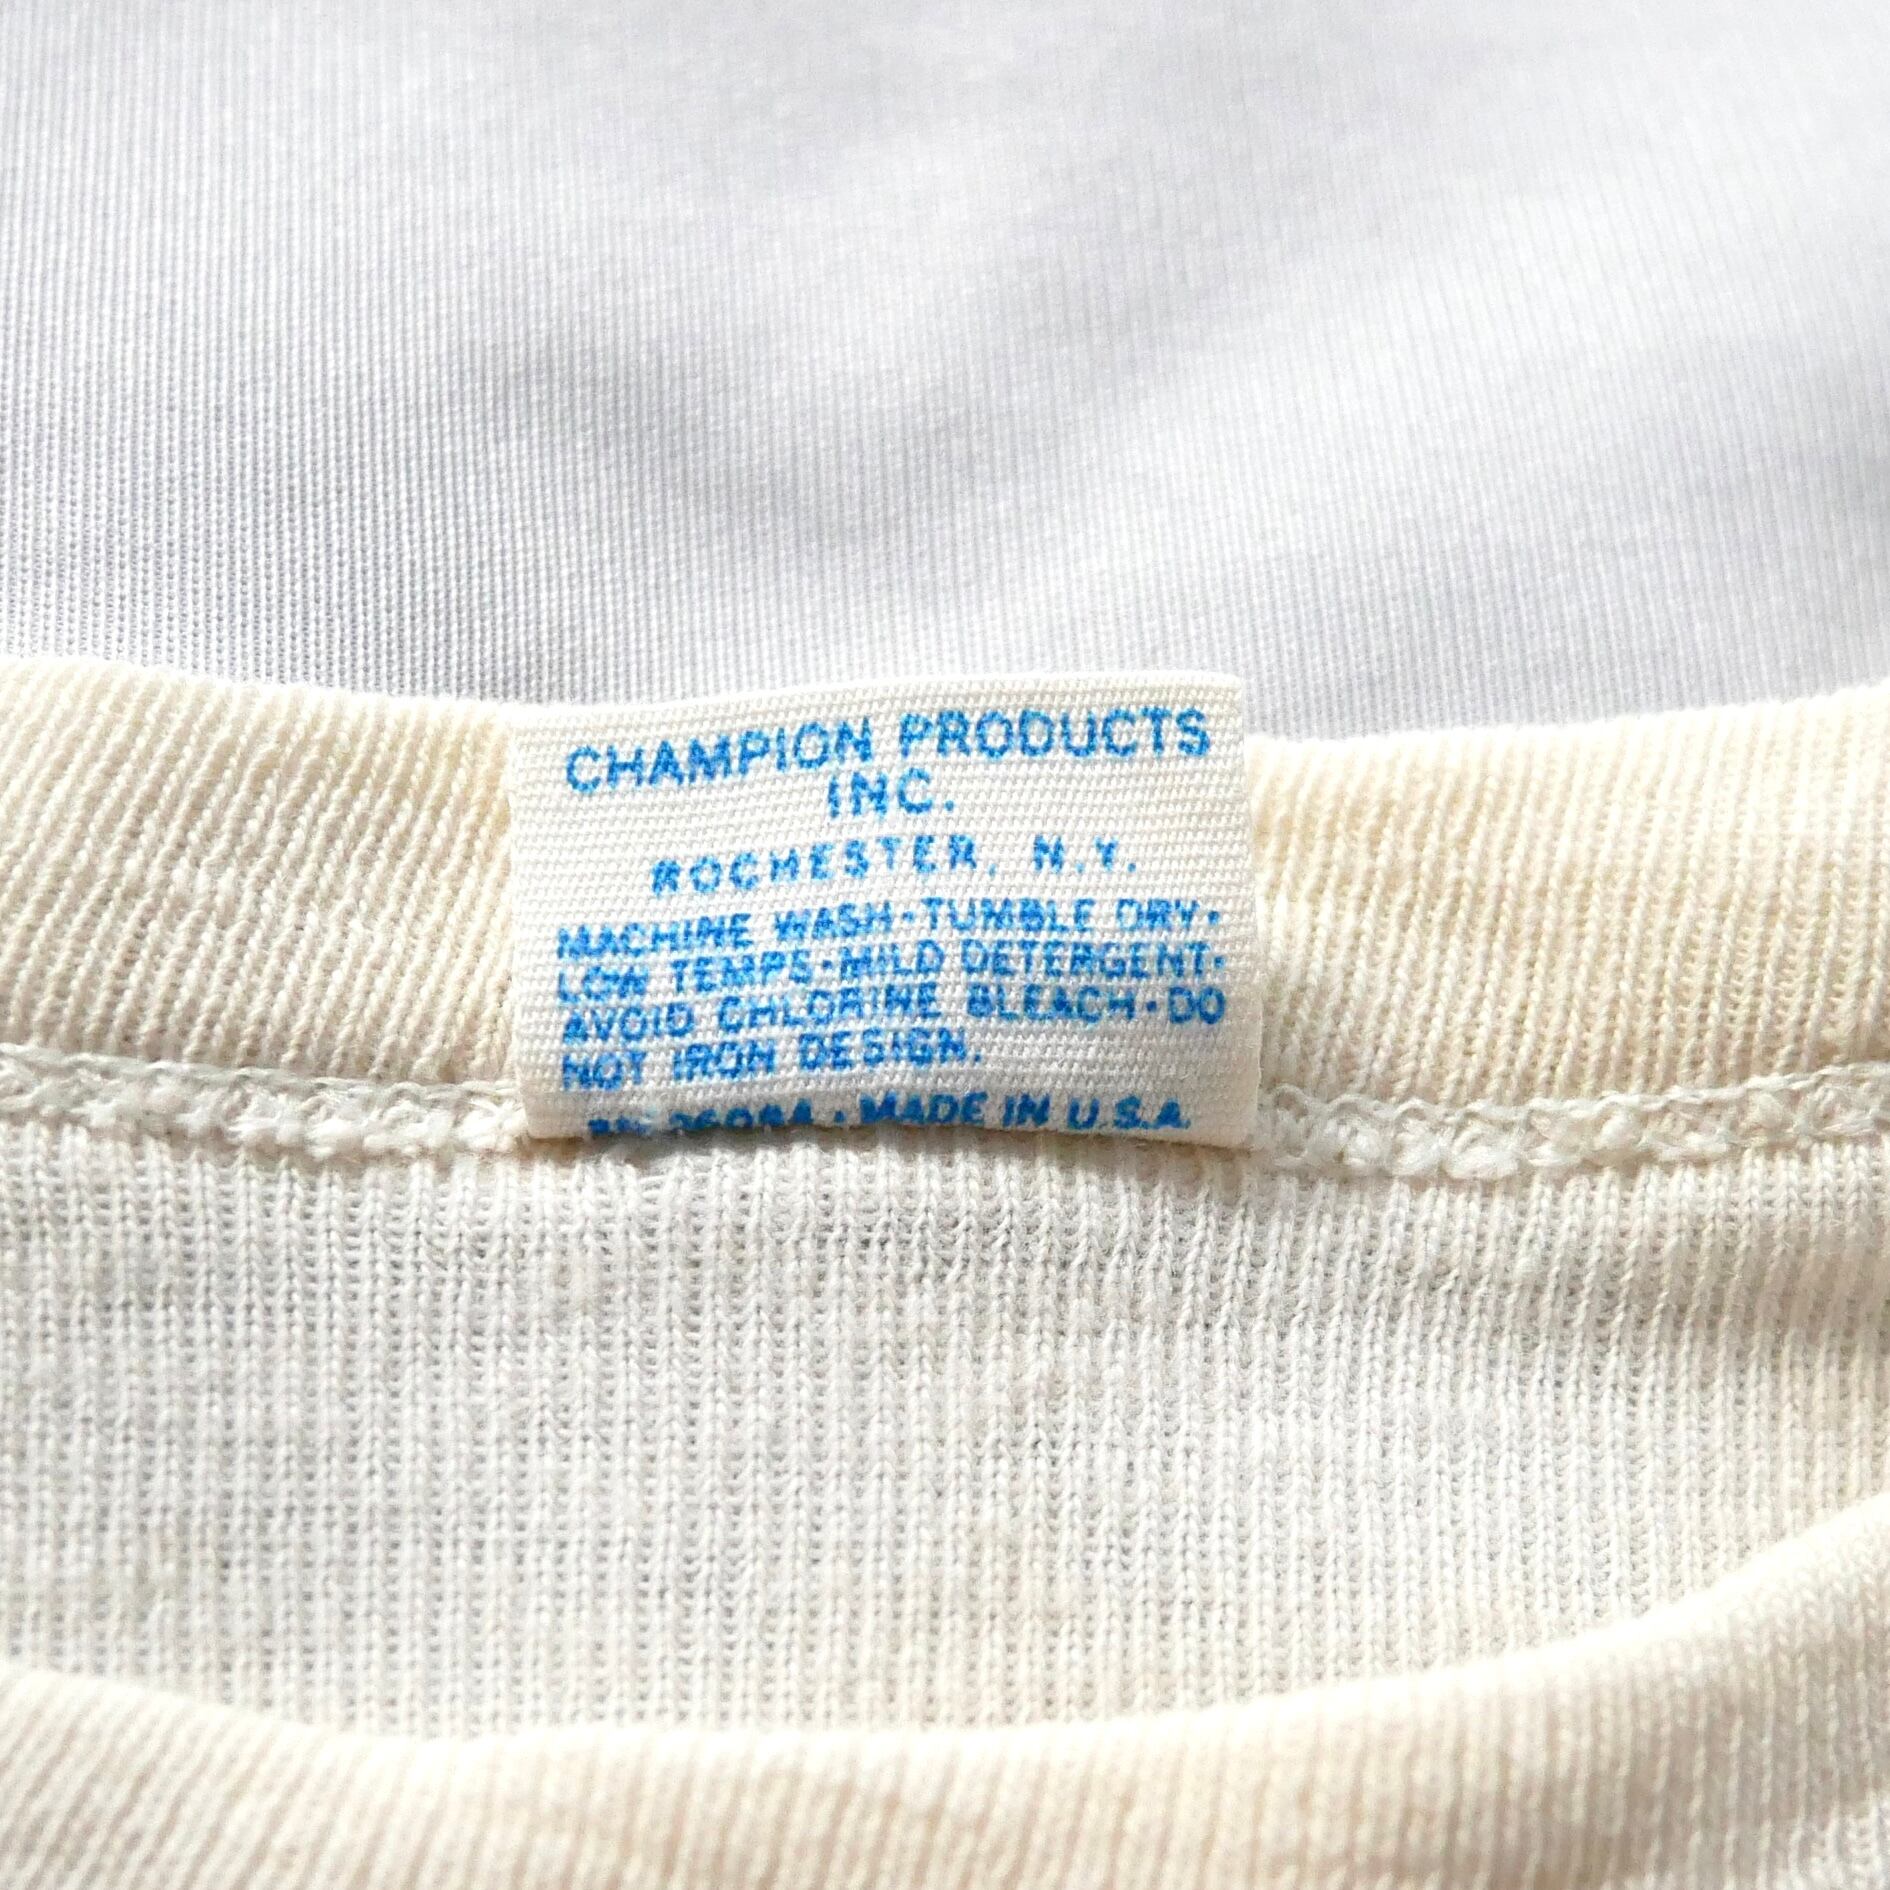 CHAMPION PRODUCTS
INC.
ROCHESTER, N.Y.
MACHINE WASH·TUMBLE DRY·
LOW TEMPS·MILD DETERGENT·
AVOID CHLORINE BLEACH·DO
NOT IRON DESIGN.
26094 · MADE IN U.S.A.